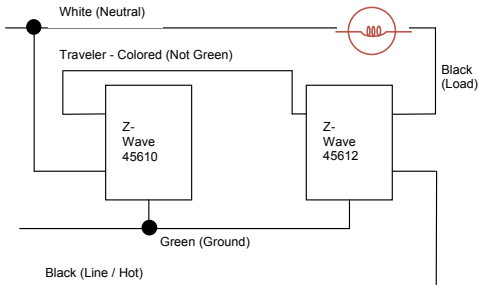 White (Neutral)
Traveler - Colored (Not Green)
Black
(Load)
Z-
Wave
45610
Z-
Wave
45612
Green (Ground)
Black (Line / Hot)